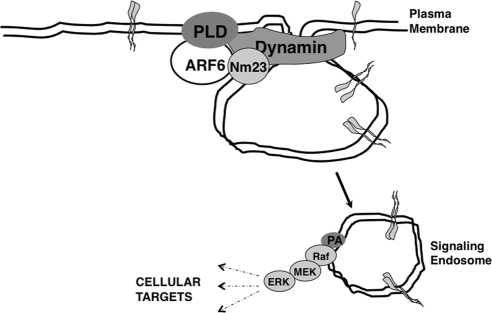 Plasma
Membrane
PLD
Dynamin
ARF6
Nm23
PA
Raf
MEK
ERK
Signaling
Endosome
CELLULAR
TARGETS